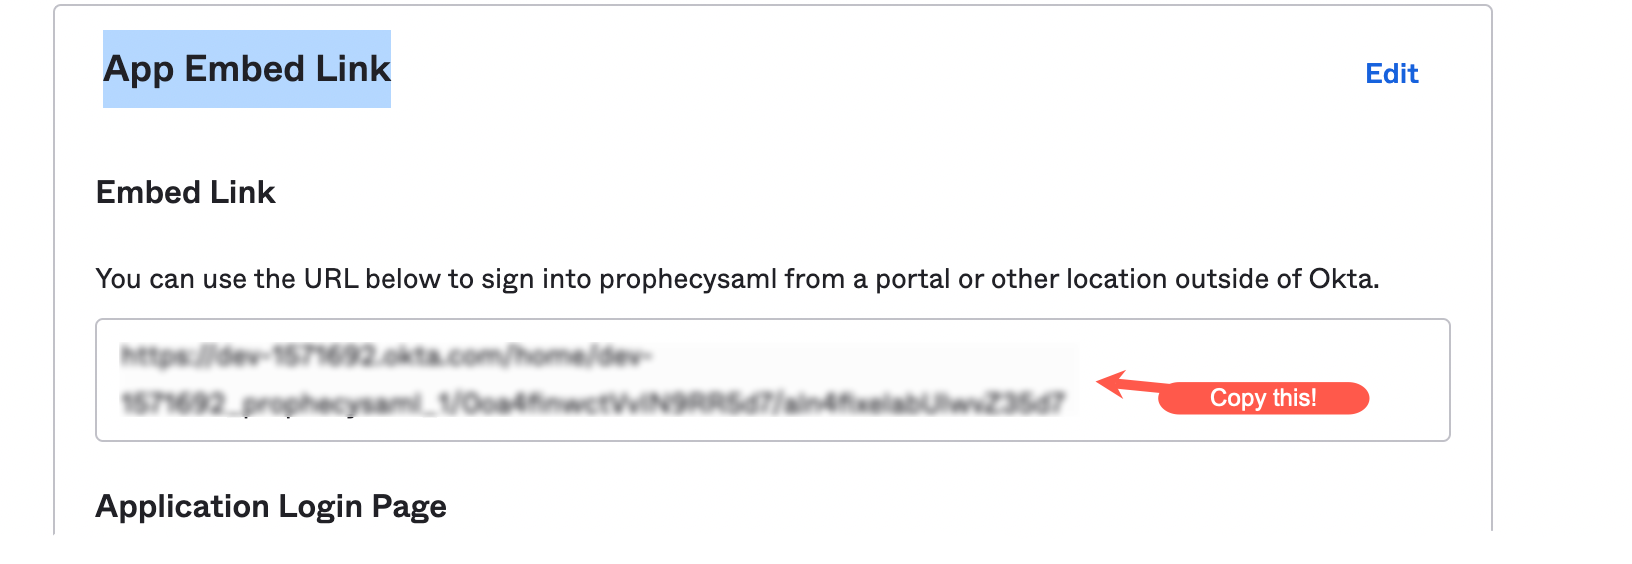 App Embed Link
Edit
Embed Link
You can use the URL below to sign into prophecysaml from a portal or other location outside of Okta.
Copy this!
Application Login Page